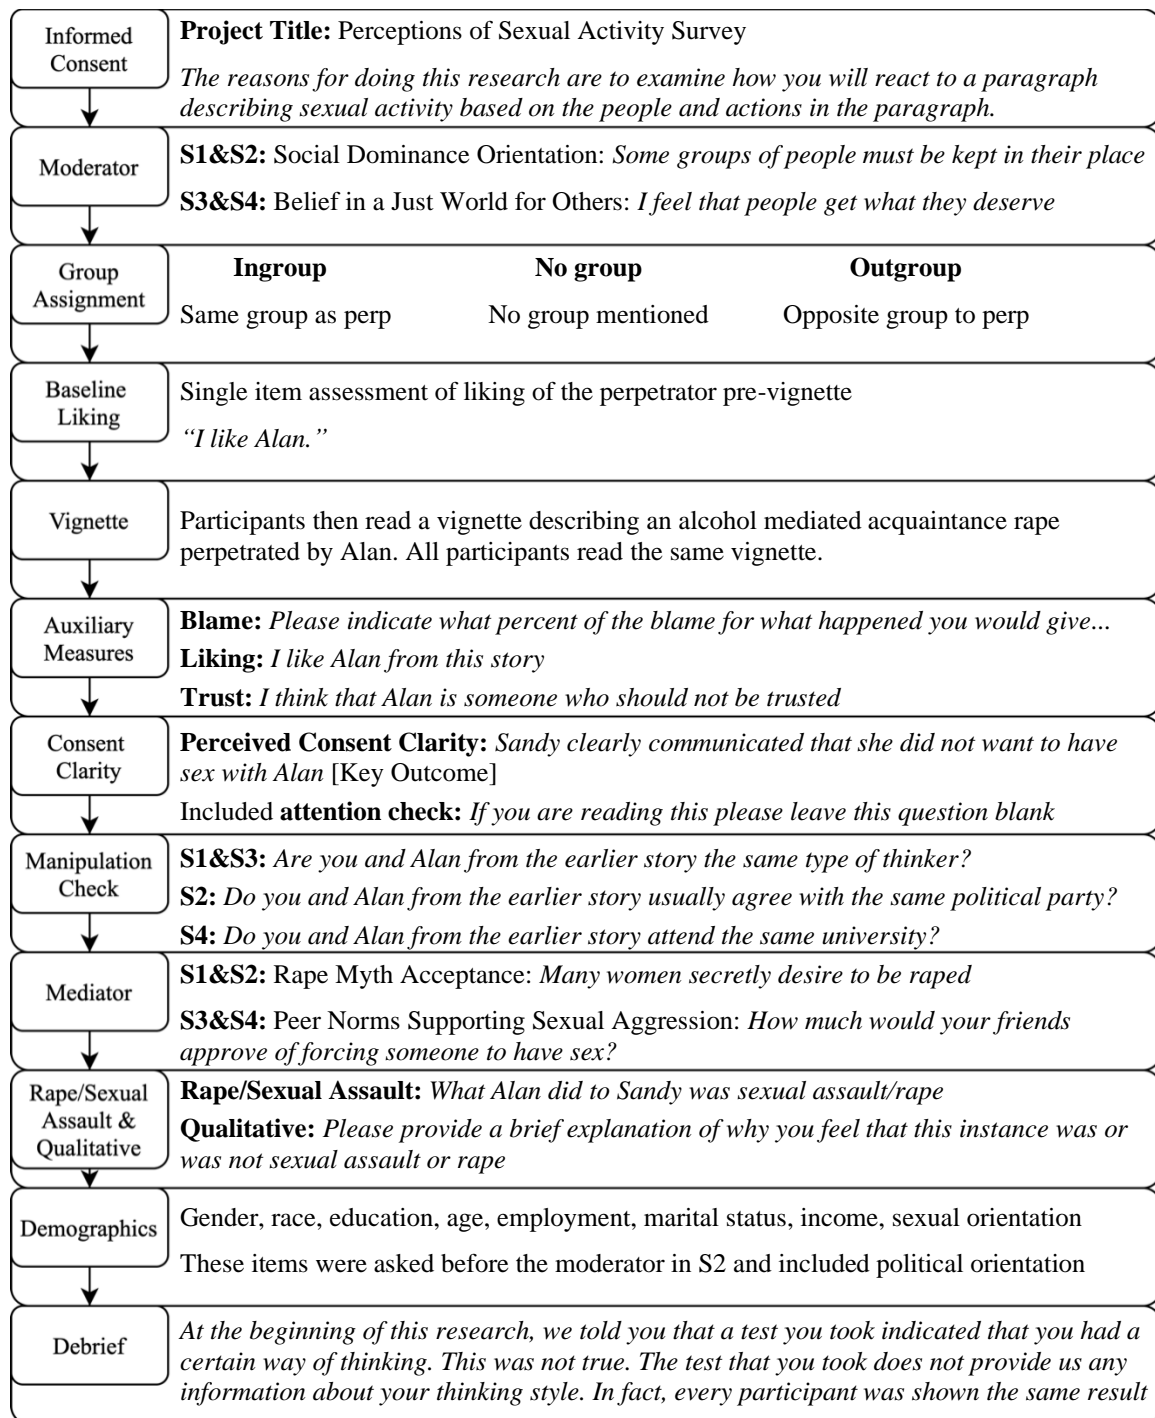 Informed
Consent
Project Title: Perceptions of Sexual Activity Survey
The reasons for doing this research are to examine how you will react to a paragraph
describing sexual activity based on the people and actions in the paragraph.
Moderator
S1&S2: Social Dominance Orientation: Some groups of people must be kept in their place
S3&S4: Belief in a Just World for Others: I feel that people get what they deserve
Group
Assignment
Ingroup No group Outgroup
Same group as perp No group mentioned Opposite group to perp
Baseline
Liking
Single item assessment of liking of the perpetrator pre-vignette
“I like Alan.”
Vignette
Participants then read a vignette describing an alcohol mediated acquaintance rape
perpetrated by Alan. All participants read the same vignette.
Auxiliary
Measures
Blame: Please indicate what percent of the blame for what happened you would give...
Liking: I like Alan from this story
Trust: I think that Alan is someone who should not be trusted
Consent
Clarity
Perceived Consent Clarity: Sandy clearly communicated that she did not want to have
sex with Alan [Key Outcome]
Included attention check: If you are reading this please leave this question blank
Manipulation
Check
S1&S3: Are you and Alan from the earlier story the same type of thinker?
S2: Do you and Alan from the earlier story usually agree with the same political party?
S4: Do you and Alan from the earlier story attend the same university?
Mediator
S1&S2: Rape Myth Acceptance: Many women secretly desire to be raped
S3&S4: Peer Norms Supporting Sexual Aggression: How much would your friends
approve of forcing someone to have sex?
Rape/Sexual
Assault &
Qualitative
Rape/Sexual Assault: What Alan did to Sandy was sexual assault/rape
Qualitative: Please provide a brief explanation of why you feel that this instance was or
was not sexual assault or rape
Demographics
Gender, race, education, age, employment, marital status, income, sexual orientation
These items were asked before the moderator in S2 and included political orientation
Debrief
At the beginning of this research, we told you that a test you took indicated that you had a
certain way of thinking. This was not true. The test that you took does not provide us any
information about your thinking style. In fact, every participant was shown the same result